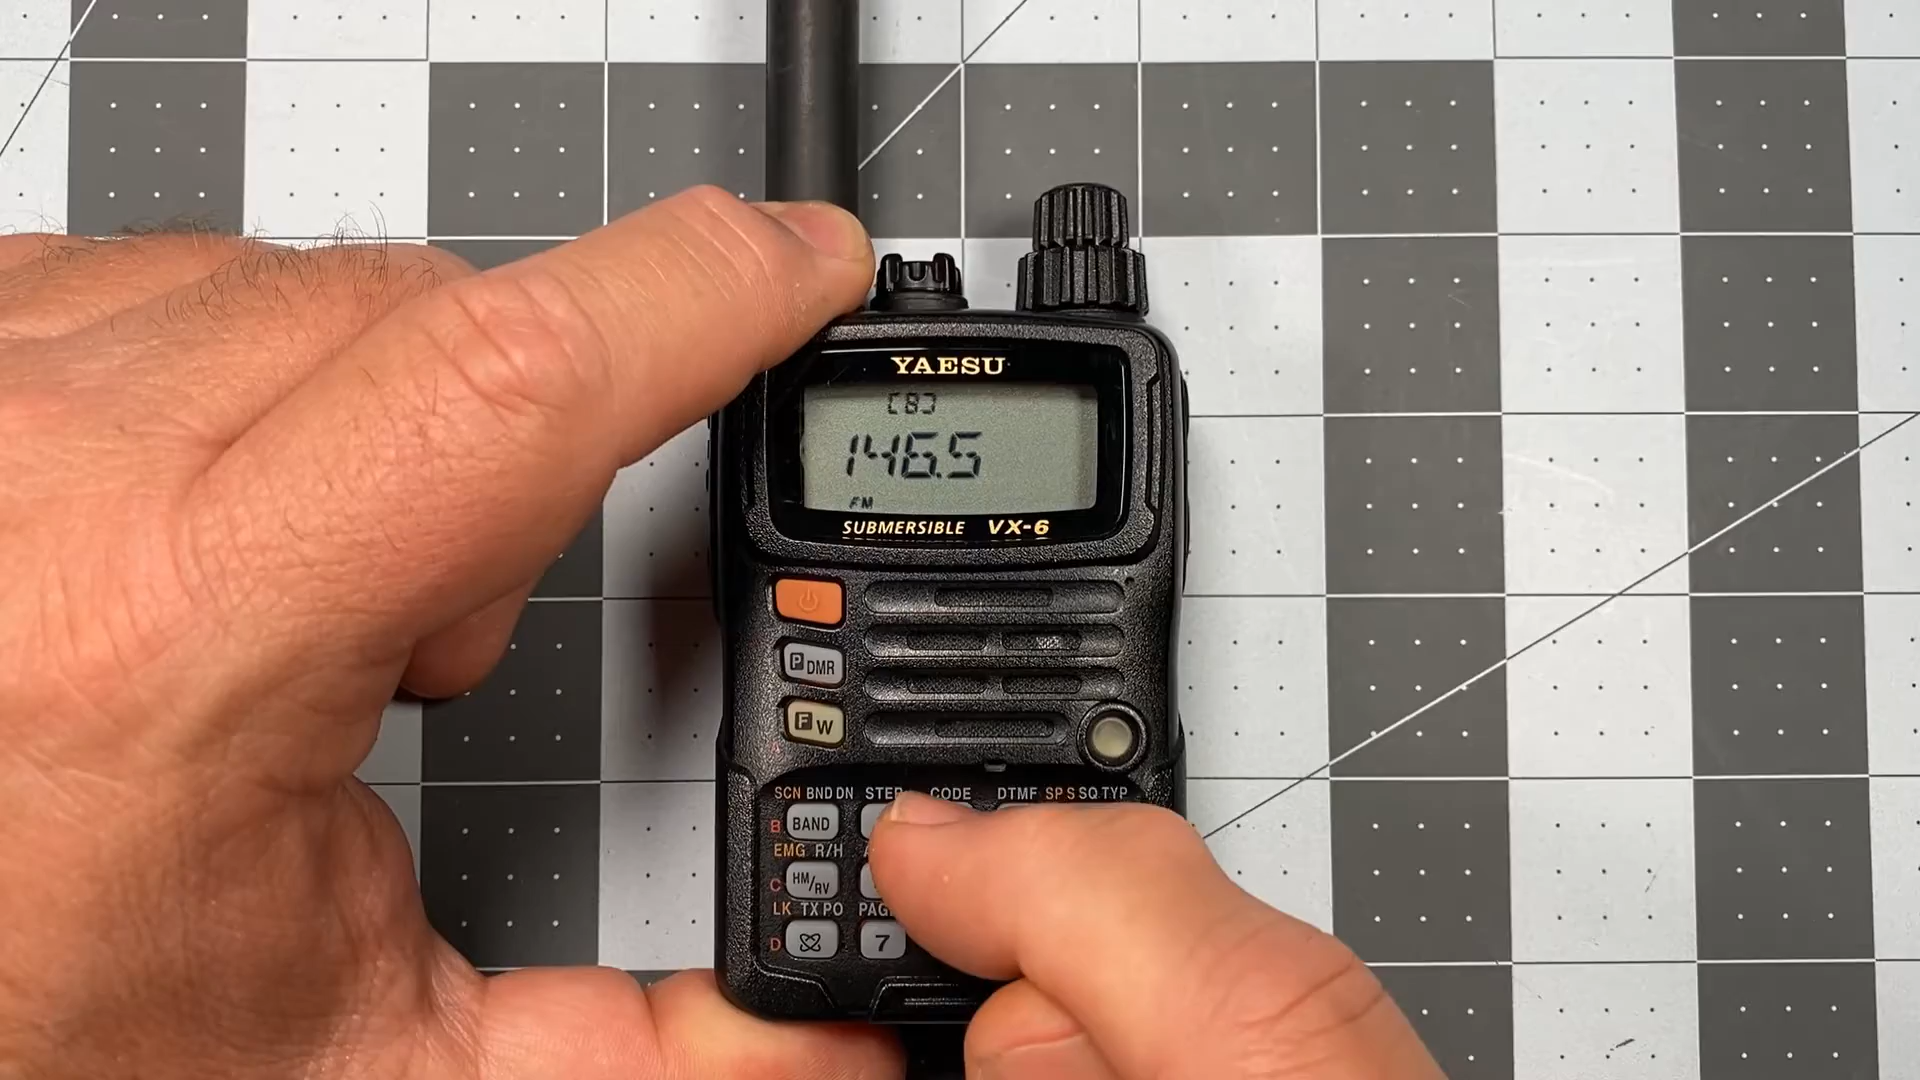 YAESU
[8]
146.5
FM
SUBMERSIBLE VX-6
P DMR
F W
A
SCN BND DN STEP CODE DTMF SP S SQ TYP
B BAND
EMG R/H
C HM/RV
LK TX PO
D 7